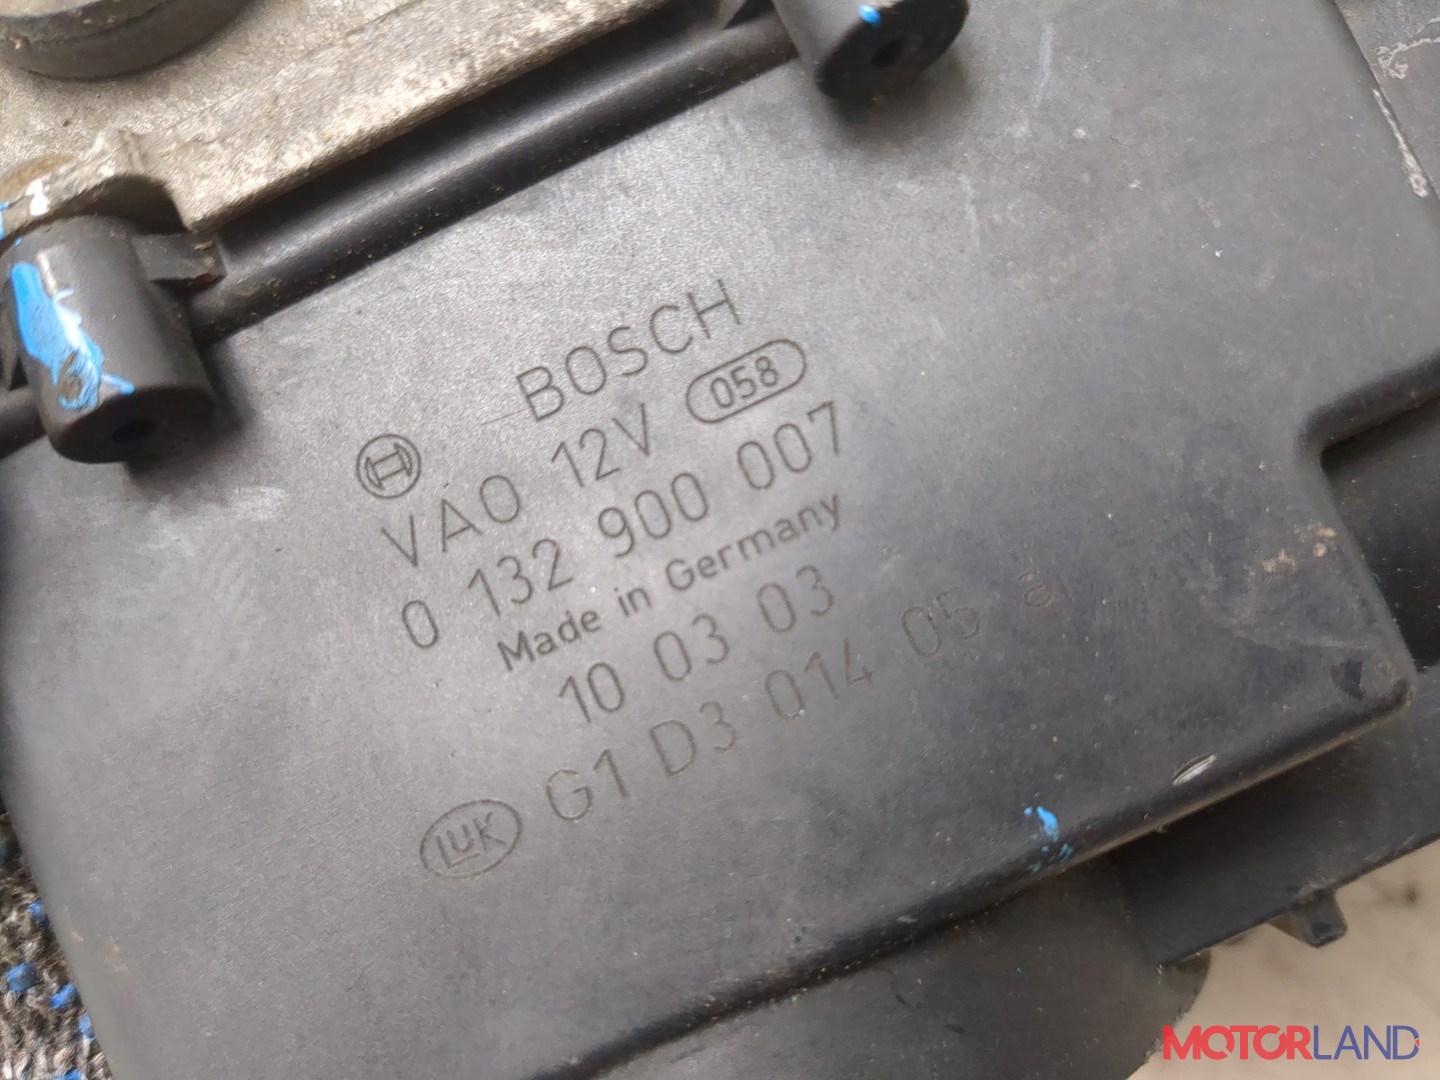 BOSCH
VA0 12V 058
0 132 900 007
Made in Germany
10 03 03
LUK G1 D3 014 05
MOTORLAND